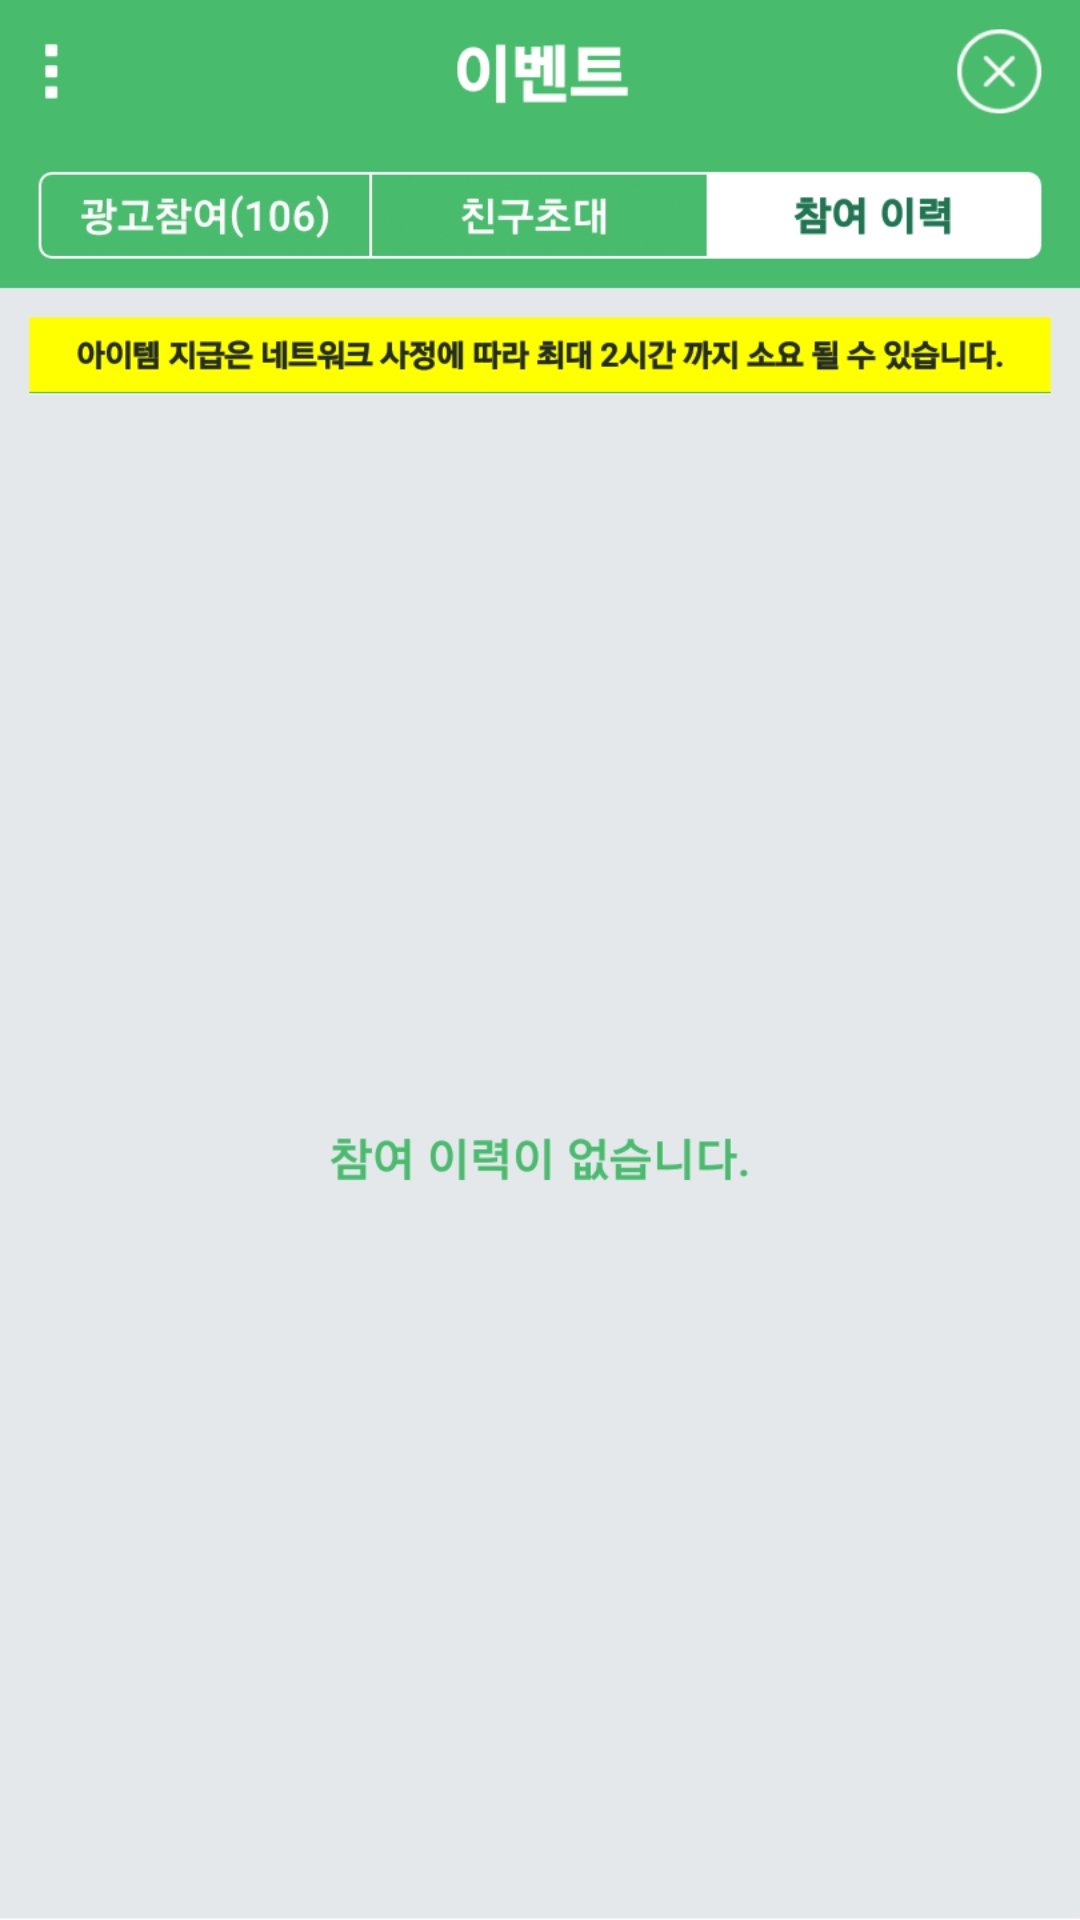 이벤트
광고참여(106)
친구초대
참여 이력
아이템 지급은 네트워크 사정에 따라 최대 2시간 까지 소요 될 수 있습니다.
참여 이력이 없습니다.